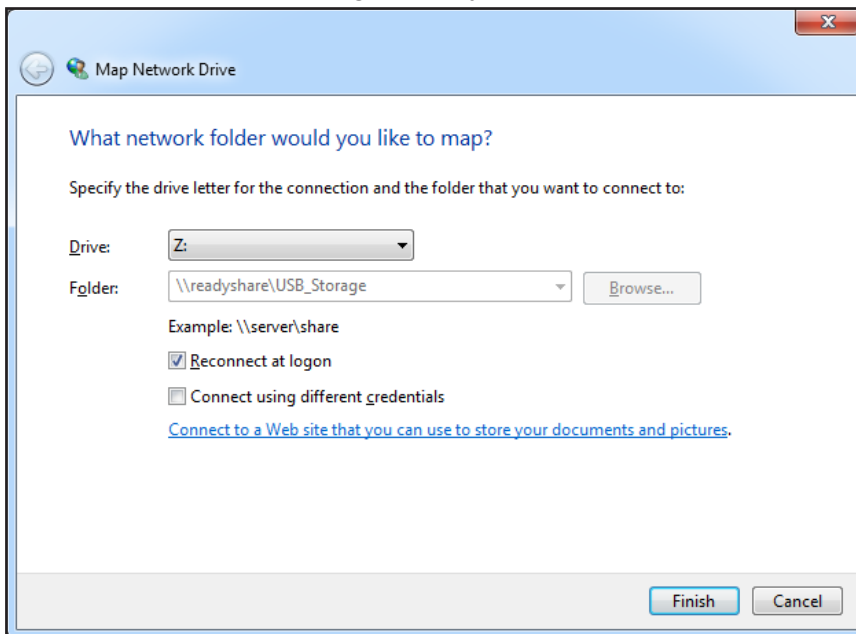 Map Network Drive
What network folder would you like to map?
Specify the drive letter for the connection and the folder that you want to connect to:
Drive: Z:
Folder: \\readyshare\USB_Storage Browse...
Example: \\server\share
Reconnect at logon
Connect using different credentials
Connect to a Web site that you can use to store your documents and pictures.
Finish Cancel